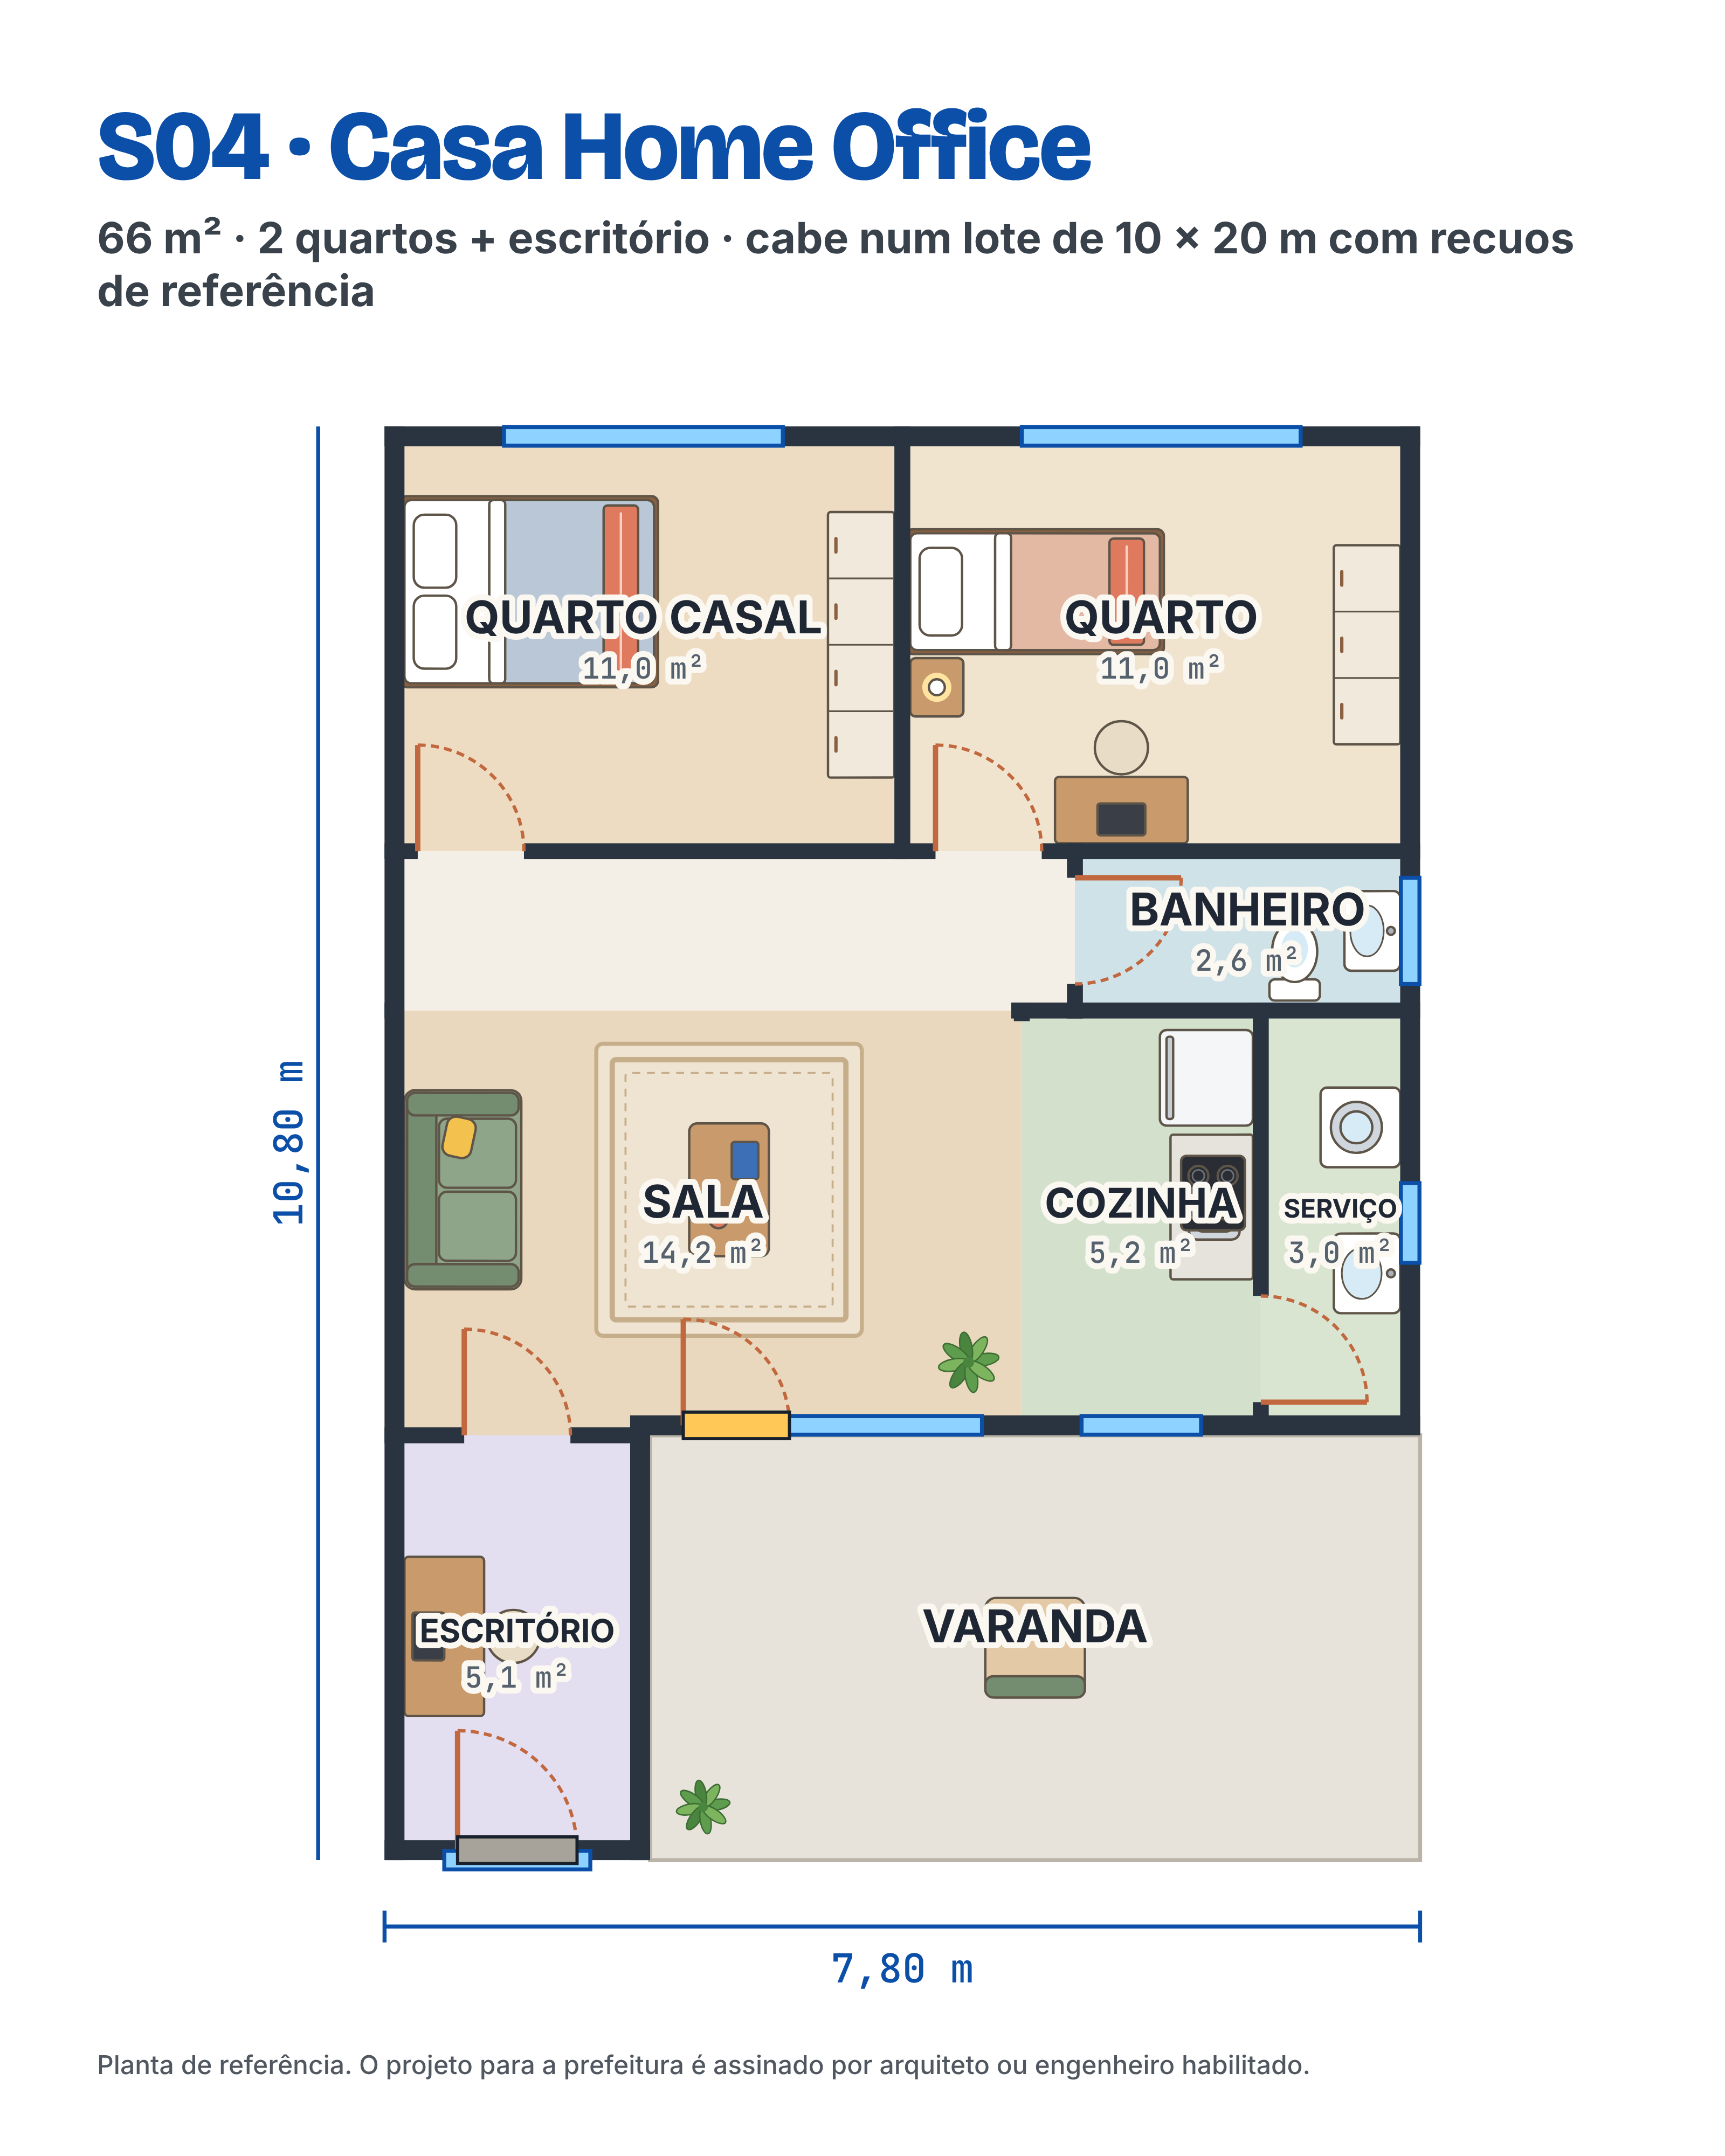 S04 · Casa Home Office
66 m² · 2 quartos + escritório · cabe num lote de 10 × 20 m com recuos
de referência
QUARTO CASAL
11,0 m²
QUARTO
11,0 m²
BANHEIRO
2,6 m²
10,80 m
SALA
14,2 m²
COZINHA
5,2 m²
SERVIÇO
3,0 m²
ESCRITÓRIO
5,1 m²
VARANDA
7,80 m
Planta de referência. O projeto para a prefeitura é assinado por arquiteto ou engenheiro habilitado.